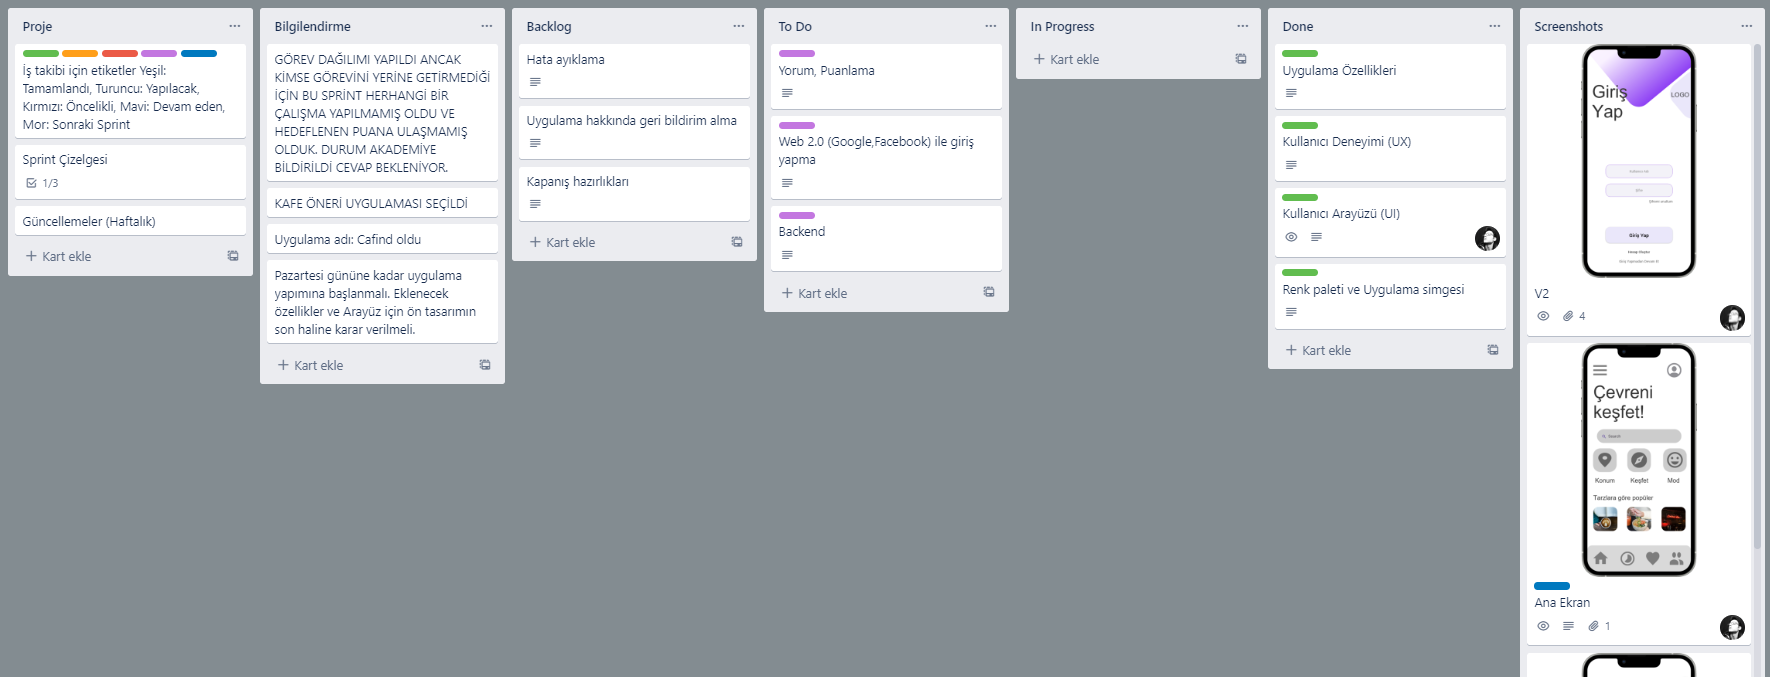 Proje
İş takibi için etiketler Yeşil:
Tamamlandı, Turuncu: Yapılacak,
Kırmızı: Öncelikli, Mavi: Devam eden,
Mor: Sonraki Sprint
Sprint Çizelgesi
1/3
Güncellemeler (Haftalık)
+ Kart ekle
Bilgilendirme
GÖREV DAĞILIMI YAPILDI ANCAK
KİMSE GÖREVİNİ YERİNE GETİRMEDİĞİ
İÇİN BU SPRİNT HERHANGİ BİR
ÇALIŞMA YAPILMAMIŞ OLDU VE
HEDEFLENEN PUANA ULAŞMAMIŞ
OLDUK. DURUM AKADEMİYE
BİLDİRİLDİ CEVAP BEKLENİYOR.
KAFE ÖNERİ UYGULAMASI SEÇİLDİ
Uygulama adı: Cafind oldu
Pazartesi gününe kadar uygulama
yapımına başlanmalı. Eklenecek
özellikler ve Arayüz için ön tasarımın
son haline karar verilmeli.
+ Kart ekle
Backlog
Hata ayıklama
Uygulama hakkında geri bildirim alma
Kapanış hazırlıkları
+ Kart ekle
To Do
Yorum, Puanlama
Web 2.0 (Google,Facebook) ile giriş
yapma
Backend
+ Kart ekle
In Progress
+ Kart ekle
Done
Uygulama Özellikleri
Kullanıcı Deneyimi (UX)
Kullanıcı Arayüzü (UI)
Renk paleti ve Uygulama simgesi
+ Kart ekle
Screenshots
Giriş
Yap
LOGO
Giriş Yap
V2
4
Çevreni
keşfet!
Search
Konum Keşfet Mod
Tarzlara göre popüler
Ana Ekran
1